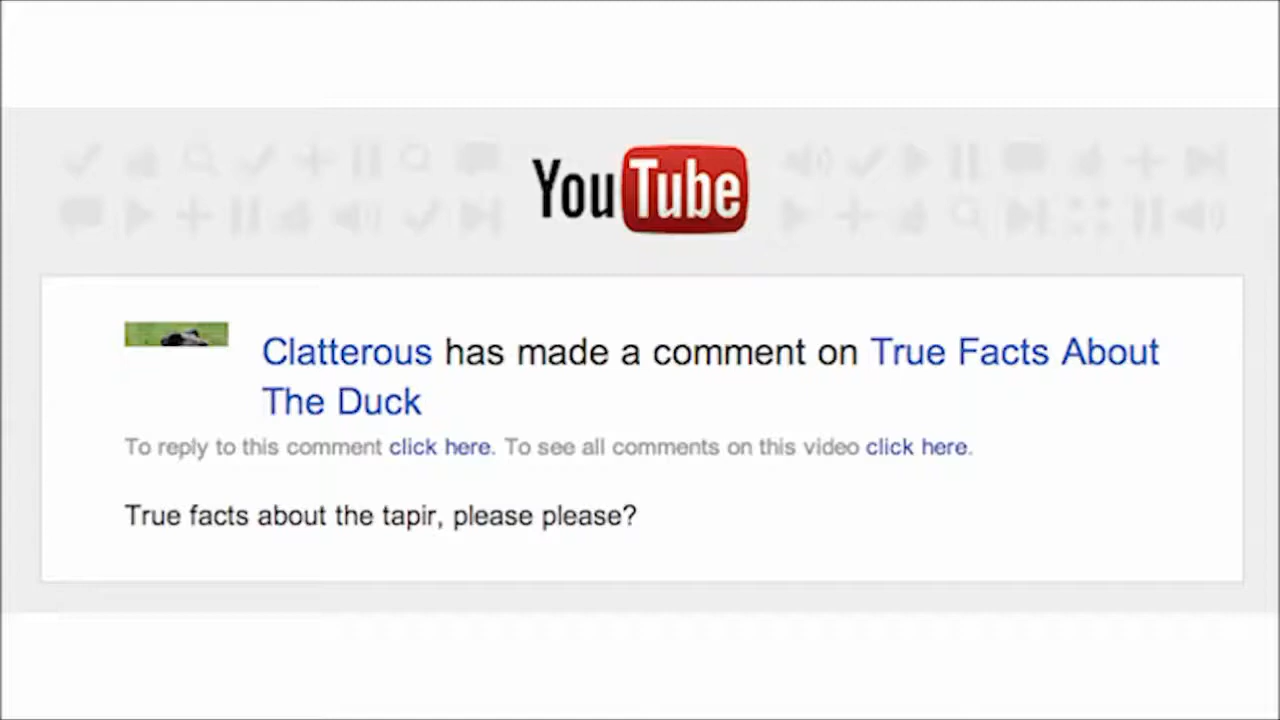 YouTube
Clatterous has made a comment on True Facts About
The Duck
To reply to this comment click here. To see all comments on this video click here.
True facts about the tapir, please please?